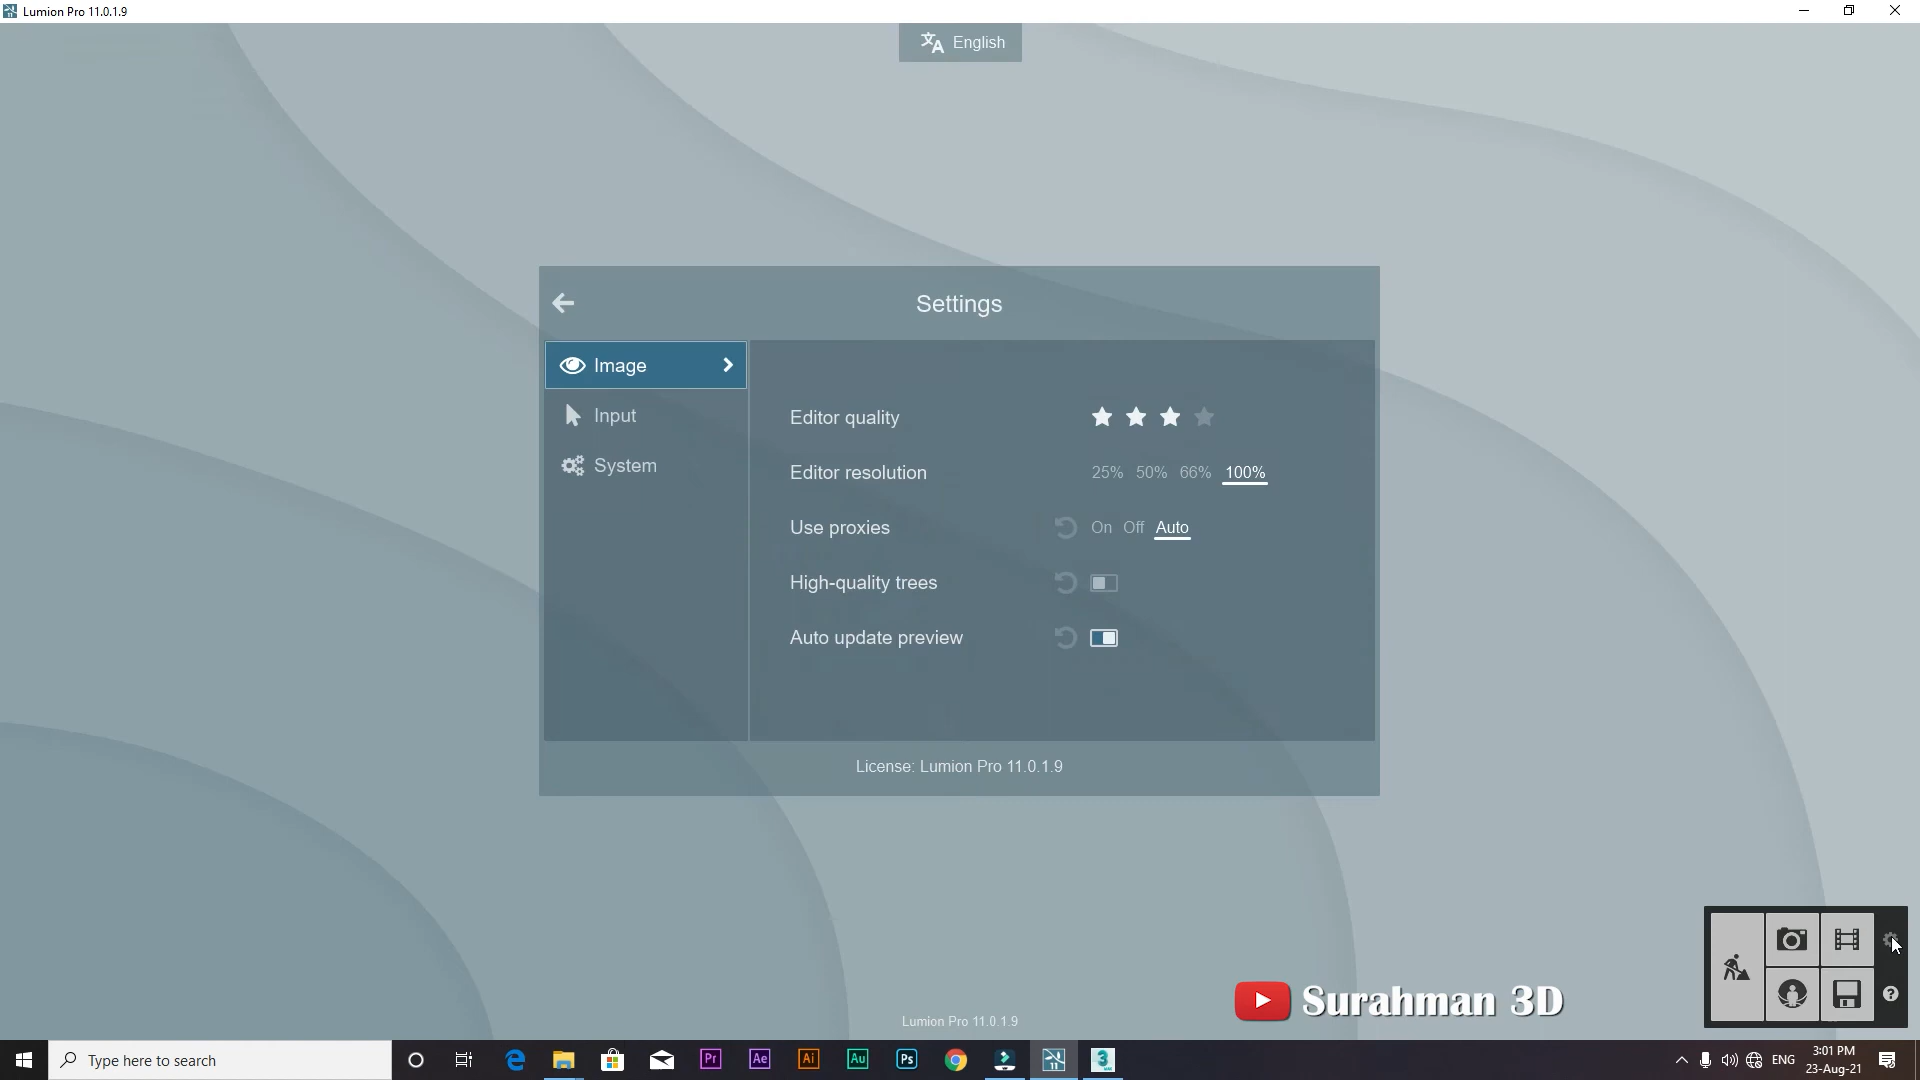 Lumion Pro 11.0.1.9
English
Settings
Image
Input
System
Editor quality
Editor resolution
25% 50% 66% 100%
Use proxies
On Off Auto
High-quality trees
Auto update preview
License: Lumion Pro 11.0.1.9
Surahman 3D
Lumion Pro 11.0.1.9
Type here to search
Pr
Ae
Ai
Au
Ps
ENG
3:01 PM
23-Aug-21